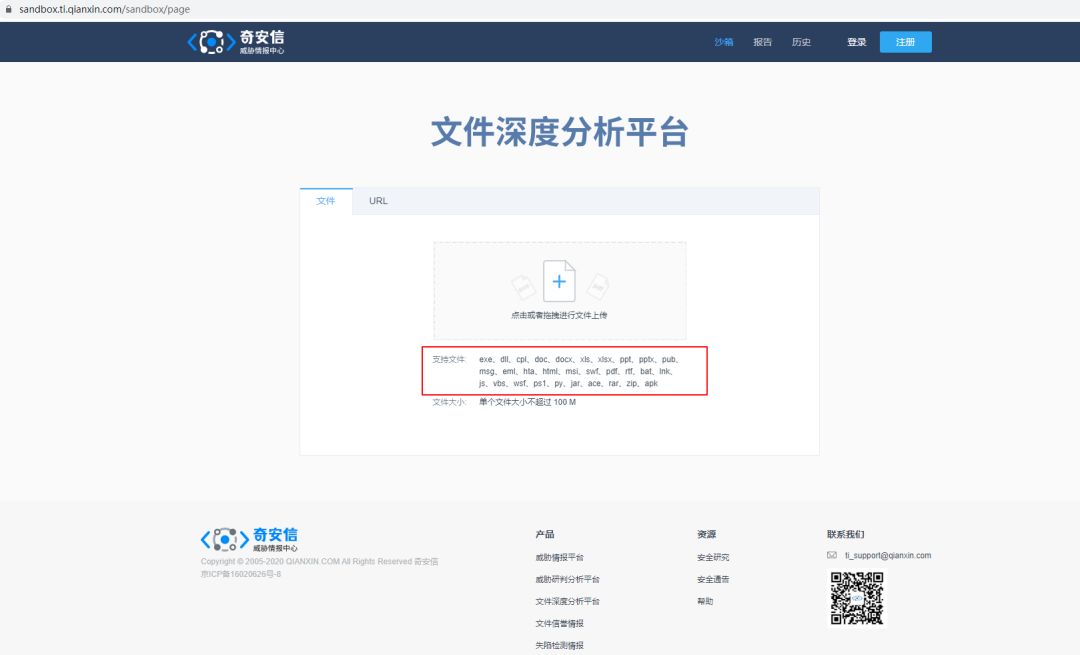 sandbox.ti.qianxin.com/sandbox/page
奇安信
威胁情报中心
沙箱 报告 历史 登录 注册
文件深度分析平台
文件 URL
点击或者拖拽进行文件上传
支持文件: exe、dll、cpl、doc、docx、xls、xlsx、ppt、pptx、pub、
msg、eml、hta、html、msi、swf、pdf、rtf、bat、lnk、
js、vbs、wsf、ps1、py、jar、ace、rar、zip、apk
文件大小: 单个文件大小不超过 100 M
奇安信
威胁情报中心
Copyright © 2005-2020 QIANXIN.COM All Rights Reserved 奇安信
京ICP备16020626号-8
产品
威胁情报平台
威胁研判分析平台
文件深度分析平台
文件信誉情报
失陷检测情报
资源
安全研究
安全通告
帮助
联系我们
ti_support@qianxin.com